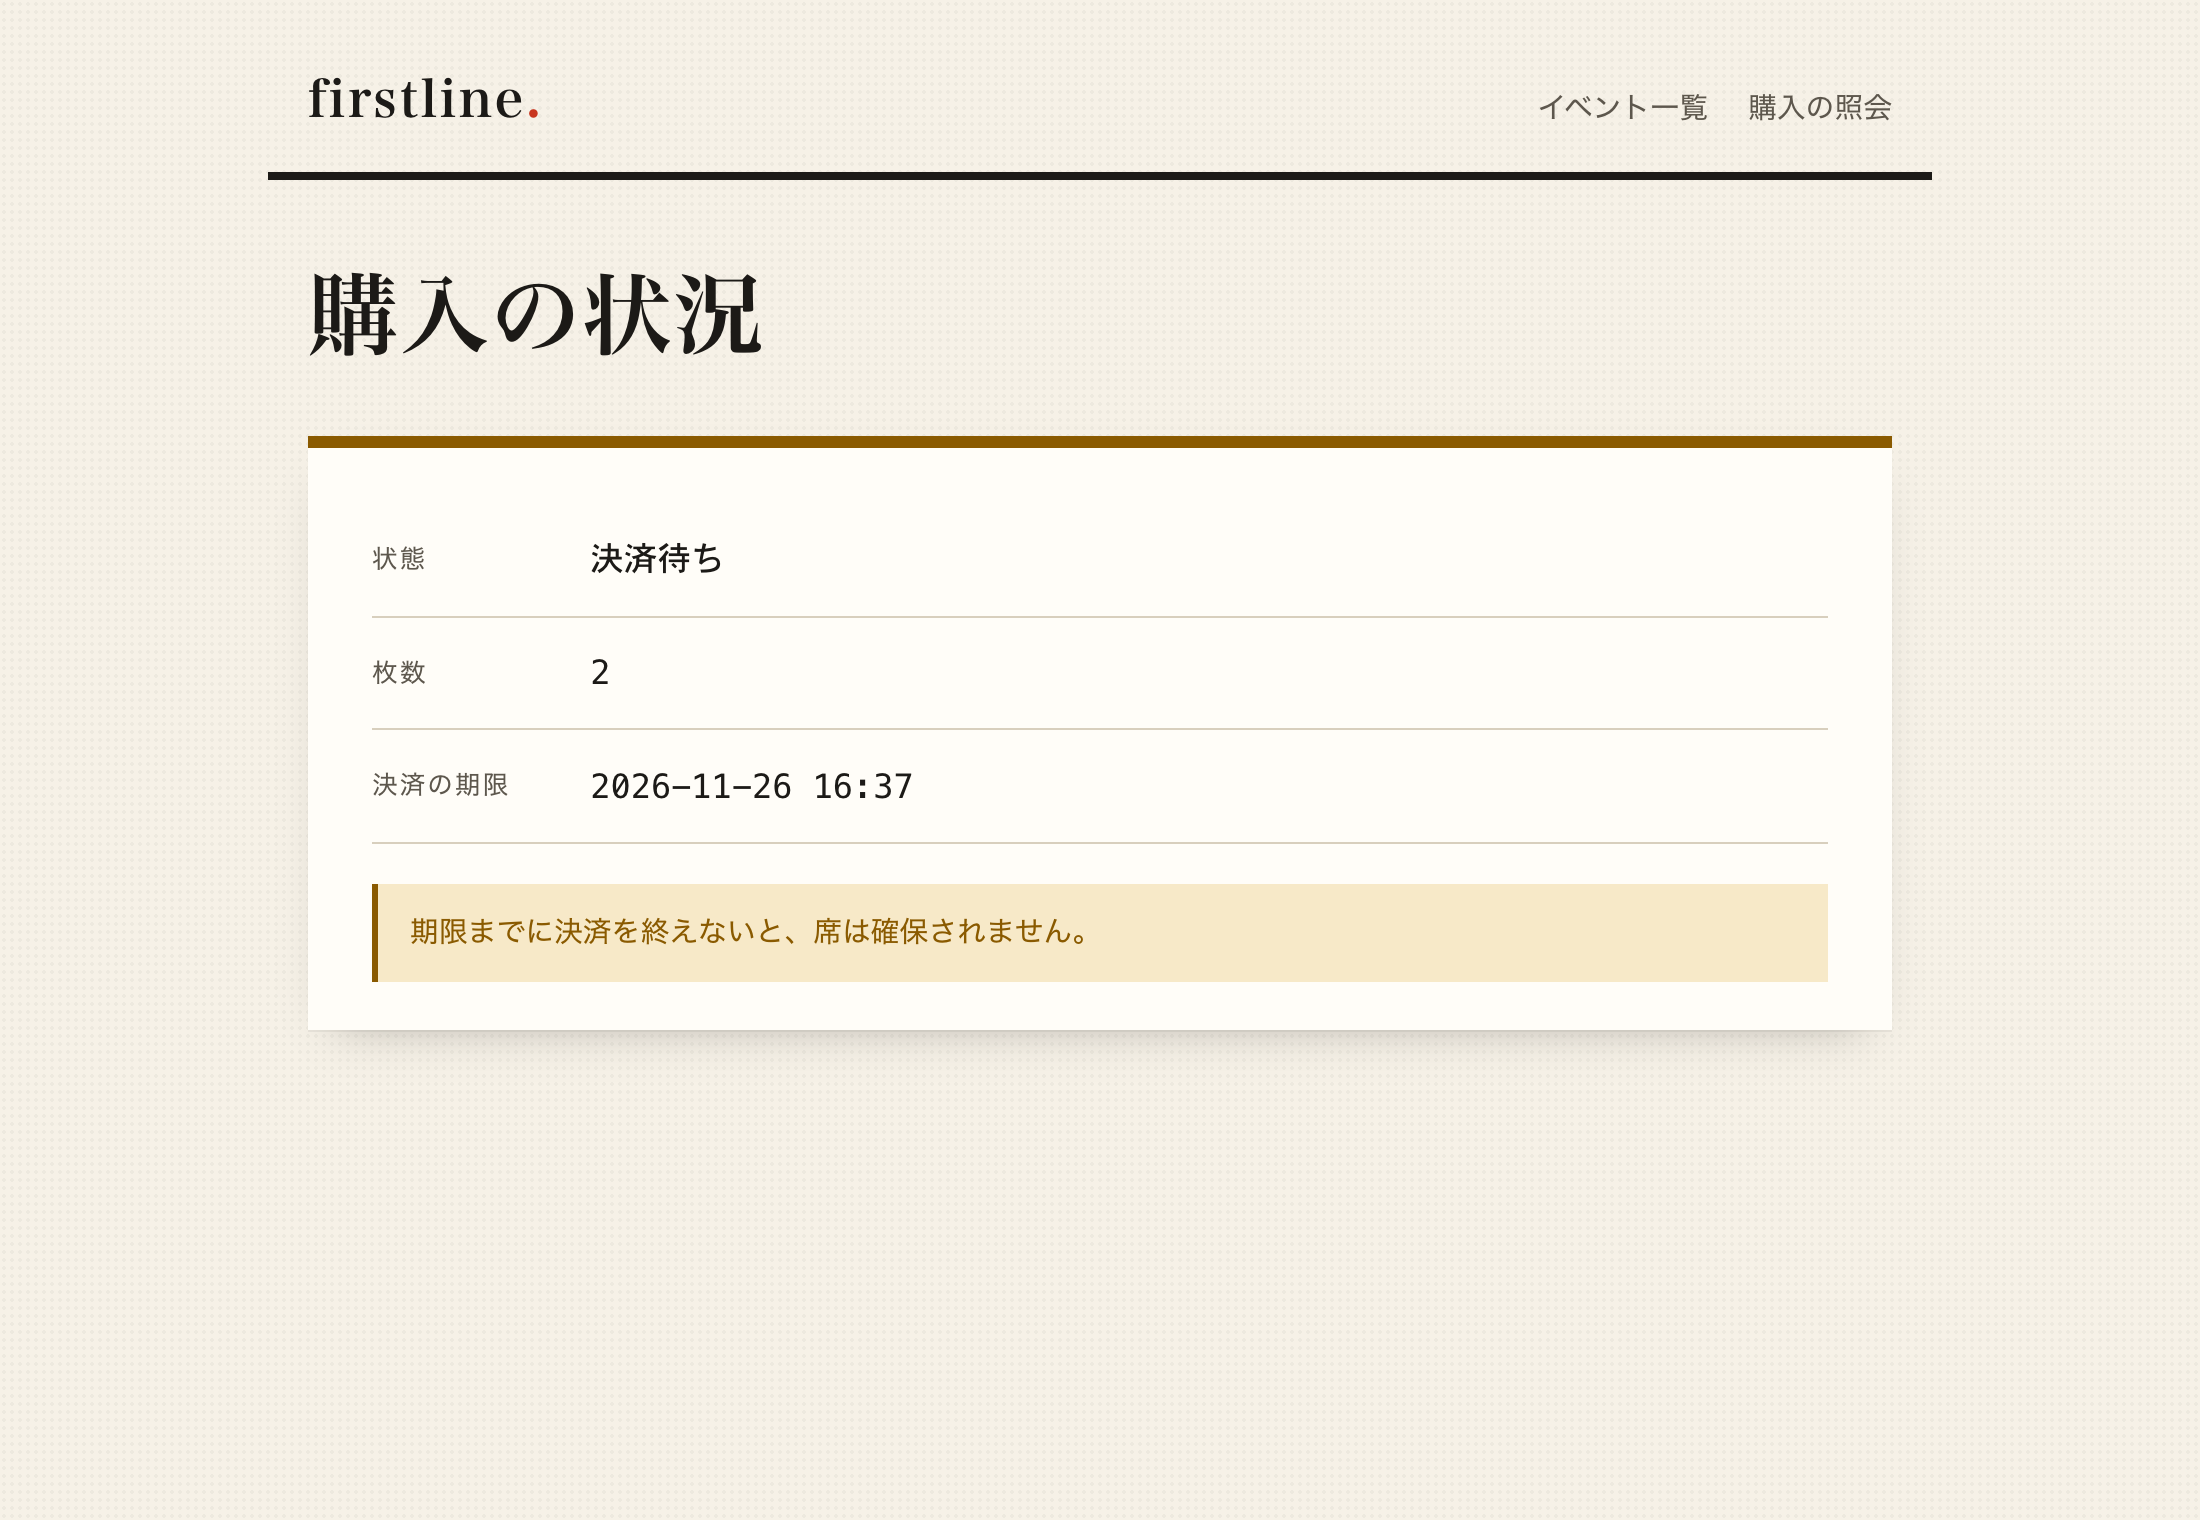 firstline.
イベント一覧 購入の照会
購入の状況
状態 決済待ち
枚数 2
決済の期限 2026-11-26 16:37
期限までに決済を終えないと、席は確保されません。